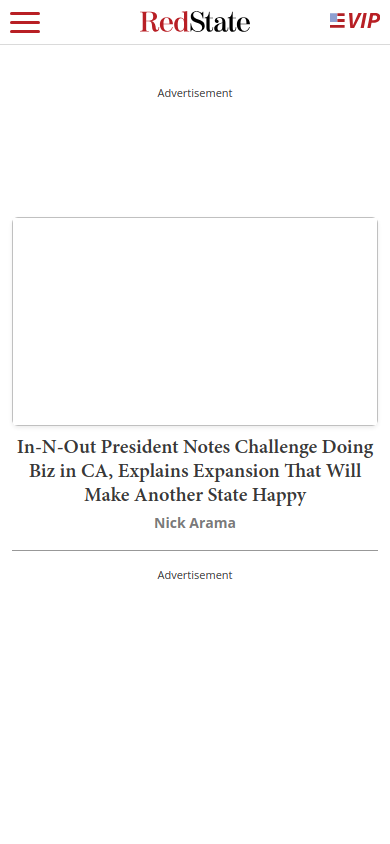 RedState
VIP
Advertisement
In-N-Out President Notes Challenge Doing
Biz in CA, Explains Expansion That Will
Make Another State Happy
Nick Arama
Advertisement